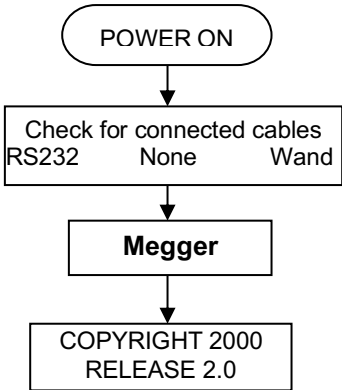 POWER ON
Check for connected cables
RS232 None Wand
Megger
COPYRIGHT 2000
RELEASE 2.0